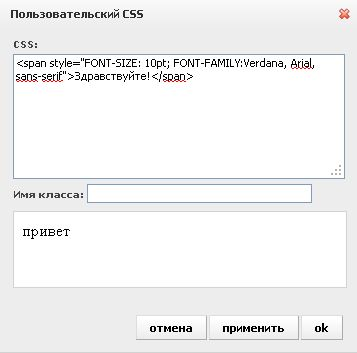 Пользовательский CSS
CSS:
<span style="FONT-SIZE: 10pt; FONT-FAMILY:Verdana, Arial,
sans-serif">Здравствуйте!</span>
Имя класса:
привет
отмена применить ok